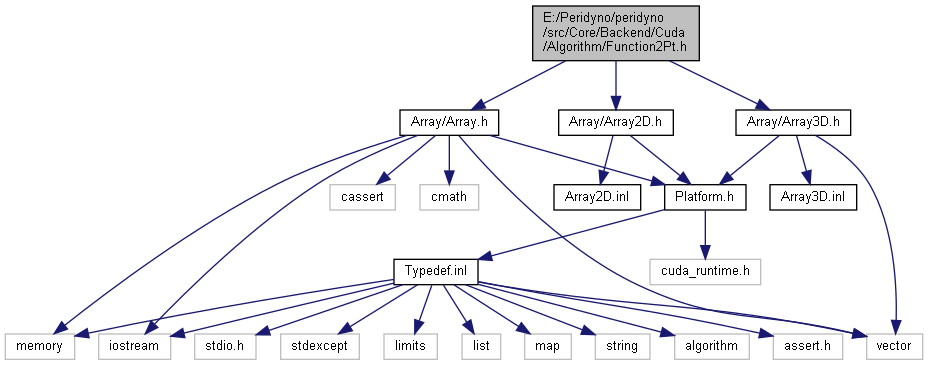 E:/Peridyno/peridyno
/src/Core/Backend/Cuda
/Algorithm/Function2Pt.h
Array/Array.h
Array/Array2D.h
Array/Array3D.h
cassert
cmath
Array2D.inl
Platform.h
Array3D.inl
Typedef.inl
cuda_runtime.h
memory
iostream
stdio.h
stdexcept
limits
list
map
string
algorithm
assert.h
vector